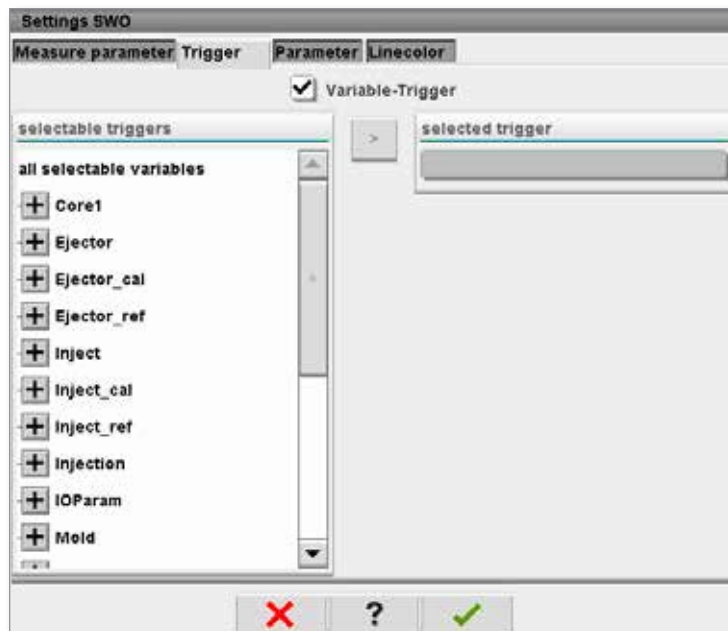 Settings SWO
Measure parameter Trigger Parameter Linecolor
Variable-Trigger
selectable triggers > selected trigger
all selectable variables
Core1
Ejector
Ejector_cal
Ejector_ref
Inject
Inject_cal
Inject_ref
Injection
IOParam
Mold
?